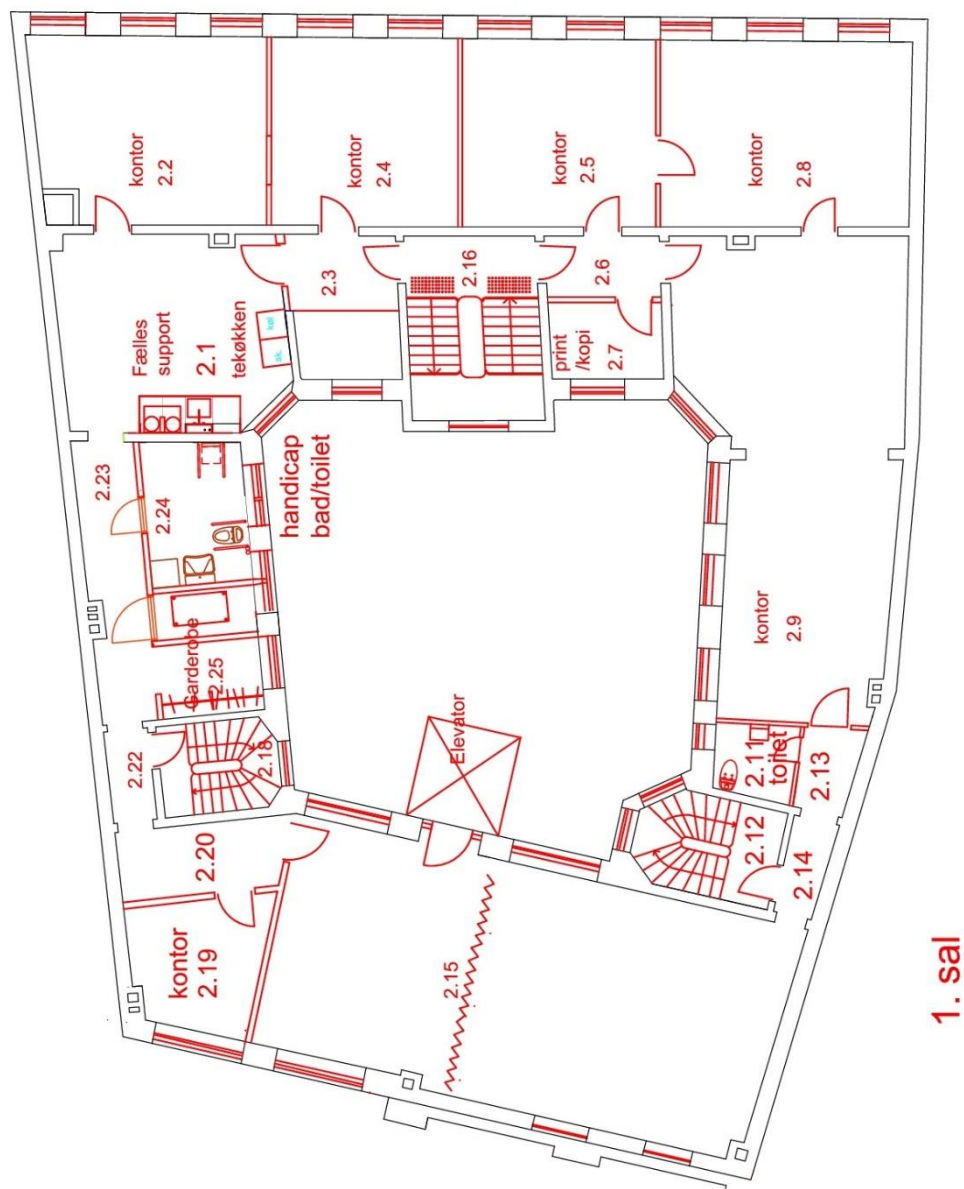 kontor
2.2
kontor
2.4
kontor
2.5
kontor
2.8
2.3
2.16
2.6
Fælles
support
2.1
tekøkken
køl
sk.
print
/kopi
2.7
2.23
2.24
handicap
bad/toilet
Garderobe
2.25
2.22
2.18
Elevator
kontor
2.9
2.11
toilet
2.13
2.12
2.14
2.20
kontor
2.19
2.15
1. sal